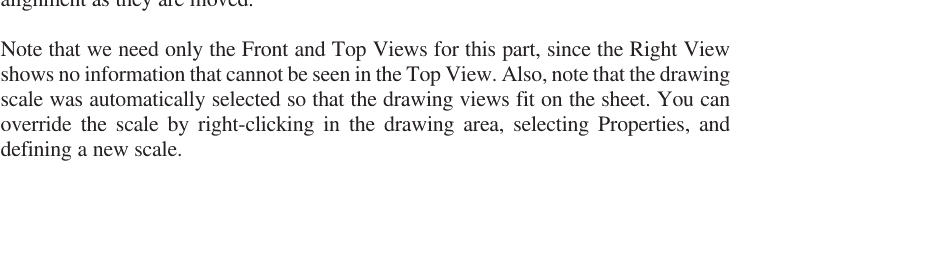 alignment as they are moved.
Note that we need only the Front and Top Views for this part, since the Right View
shows no information that cannot be seen in the Top View. Also, note that the drawing
scale was automatically selected so that the drawing views fit on the sheet. You can
override the scale by right-clicking in the drawing area, selecting Properties, and
defining a new scale.